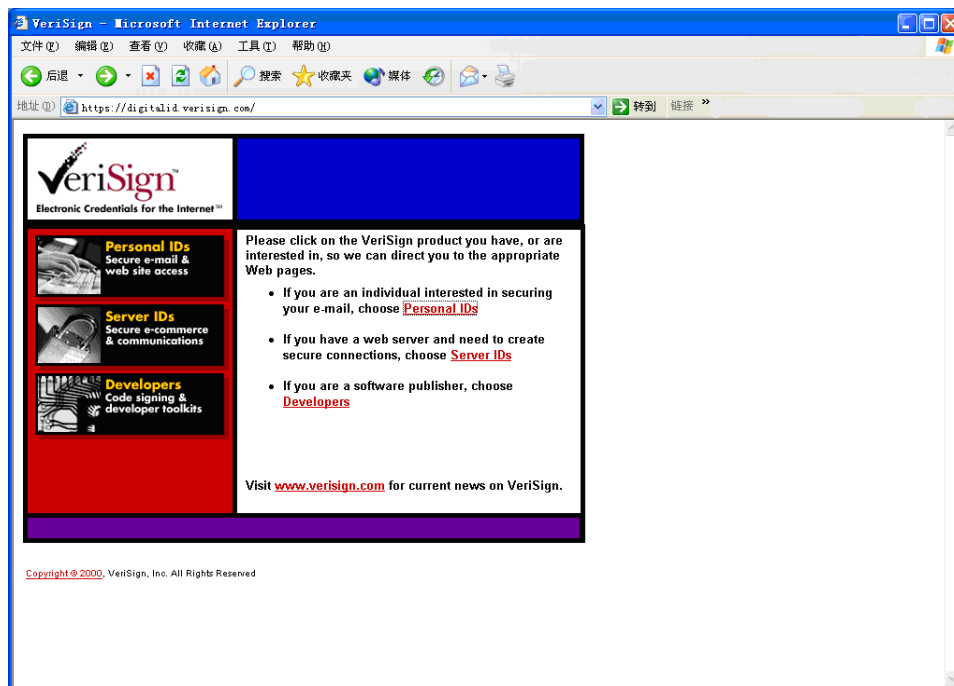 VeriSign - Microsoft Internet Explorer
文件(F) 编辑(E) 查看(V) 收藏(A) 工具(T) 帮助(H)
后退 搜索 收藏夹 媒体
地址(D) https://digitalid.verisign.com/ 转到 链接 »
VeriSign™
Electronic Credentials for the Internet℠
Personal IDs
Secure e-mail &
web site access
Server IDs
Secure e-commerce
& communications
Developers
Code signing &
developer toolkits
Please click on the VeriSign product you have, or are
interested in, so we can direct you to the appropriate
Web pages.
• If you are an individual interested in securing
your e-mail, choose Personal IDs
• If you have a web server and need to create
secure connections, choose Server IDs
• If you are a software publisher, choose
Developers
Visit www.verisign.com for current news on VeriSign.
Copyright © 2000, VeriSign, Inc. All Rights Reserved